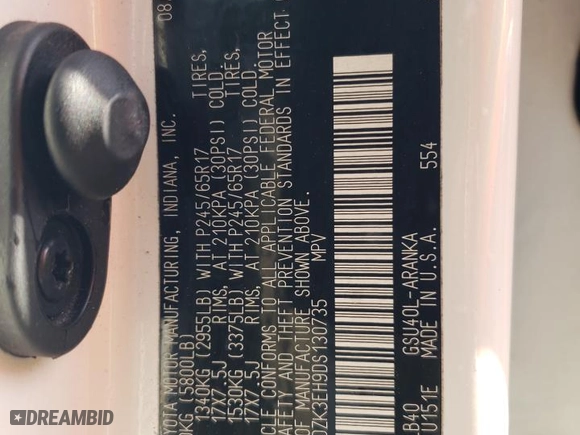 08
OYOTA MOTOR MANUFACTURING, INDIANA, INC.
0KG (5800LB)
1340KG (2955LB) WITH P245/65R17 TIRES,
17X7.5J RIMS, AT 210KPA (30PSI) COLD.
1530KG (3375LB) WITH P245/65R17 TIRES,
17X7.5J RIMS, AT 210KPA (30PSI) COLD.
CLE CONFORMS TO ALL APPLICABLE FEDERAL MOTOR
SAFETY AND THEFT PREVENTION STANDARDS IN EFFECT
OF MANUFACTURE SHOWN ABOVE.
DZK3EH9DS130735 MPV
554
LB40 GSU40L-ARANKA
U151E MADE IN U.S.A.
DREAMBID